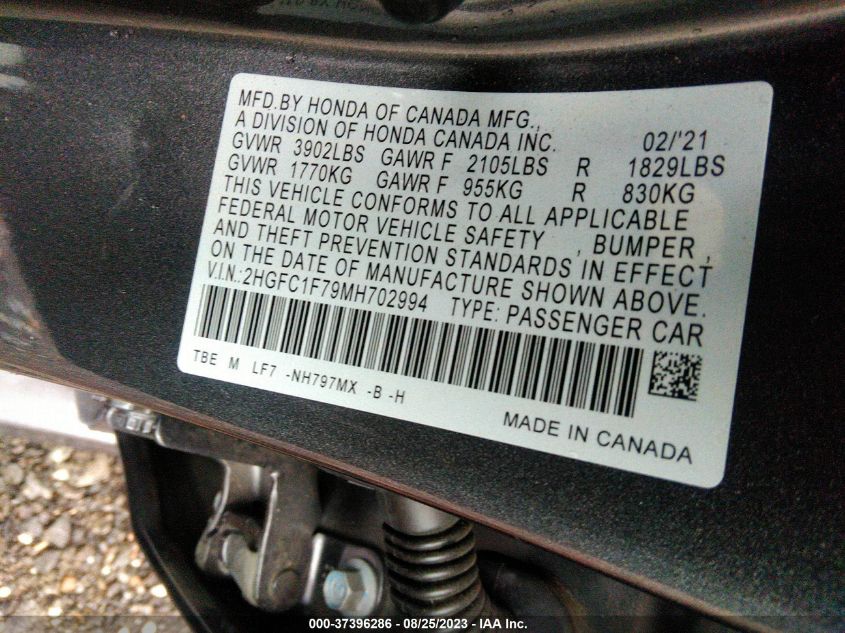 MFD.BY HONDA OF CANADA MFG.,
A DIVISION OF HONDA CANADA INC. 02/'21
GVWR 3902LBS GAWR F 2105LBS R 1829LBS
GVWR 1770KG GAWR F 955KG R 830KG
THIS VEHICLE CONFORMS TO ALL APPLICABLE
FEDERAL MOTOR VEHICLE SAFETY , BUMPER ,
AND THEFT PREVENTION STANDARDS IN EFFECT
ON THE DATE OF MANUFACTURE SHOWN ABOVE.
V.I.N.:2HGFC1F79MH702994 TYPE: PASSENGER CAR
TBE M LF7 -NH797MX -B -H
MADE IN CANADA
000-37396286 - 08/25/2023 - IAA Inc.